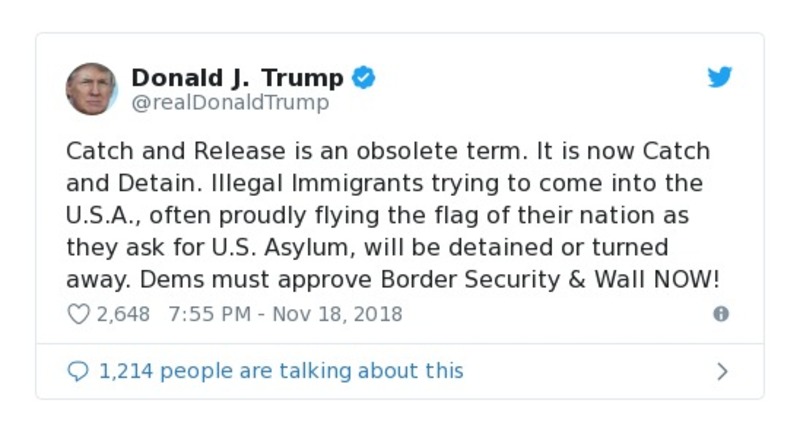 Donald J. Trump
@realDonaldTrump
Catch and Release is an obsolete term. It is now Catch
and Detain. Illegal Immigrants trying to come into the
U.S.A., often proudly flying the flag of their nation as
they ask for U.S. Asylum, will be detained or turned
away. Dems must approve Border Security & Wall NOW!
2,648 7:55 PM - Nov 18, 2018
1,214 people are talking about this